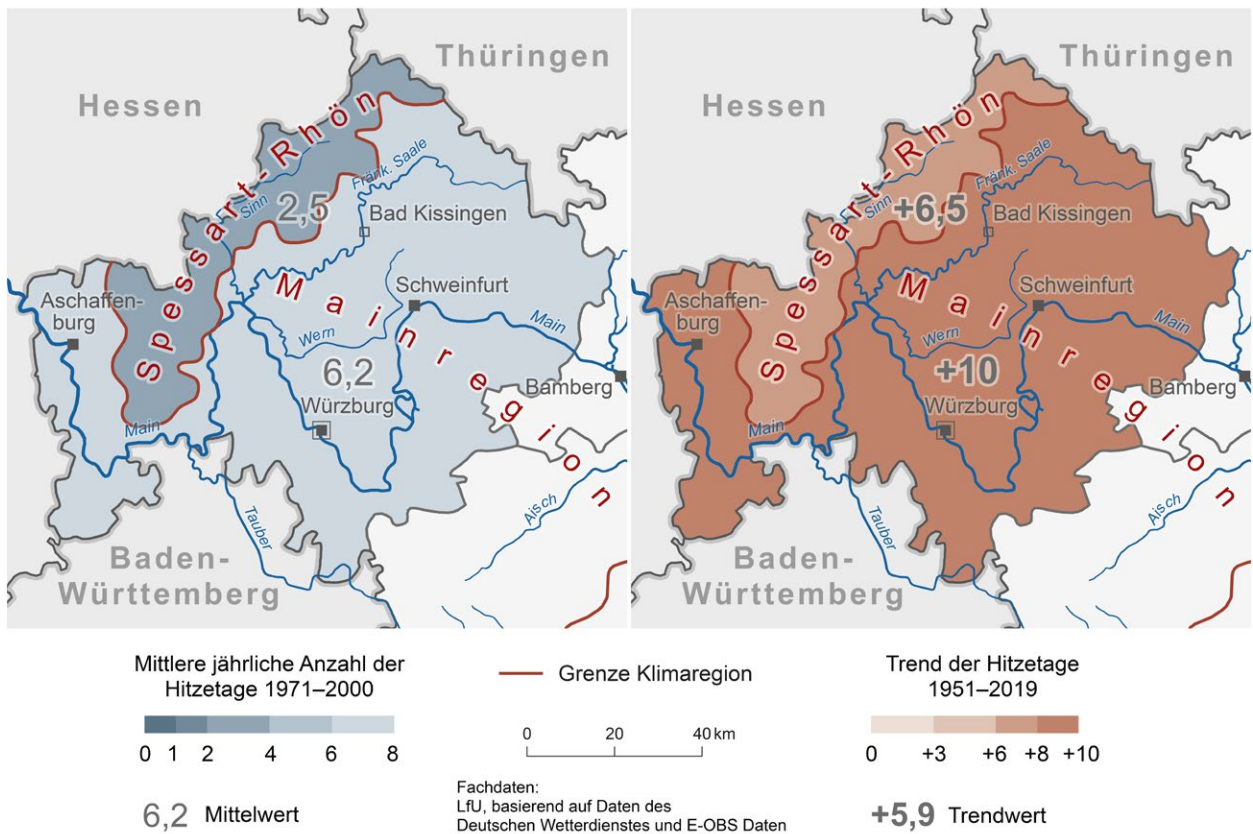 Thüringen
Hessen
Spessart-Rhön
Sinn
Fränk. Saale
2,5
Bad Kissingen
Aschaffen-
burg
Schweinfurt
Mainregion
Main
Wern
6,2
Würzburg
Bamberg
Main
Tauber
Aisch
Baden-
Württemberg
Thüringen
Hessen
Spessart-Rhön
Sinn
Fränk. Saale
+6,5
Bad Kissingen
Aschaffen-
burg
Schweinfurt
Mainregion
Main
Wern
+10
Würzburg
Bamberg
Main
Tauber
Aisch
Baden-
Württemberg
Mittlere jährliche Anzahl der
Hitzetage 1971–2000
0 1 2 4 6 8
6,2 Mittelwert
Grenze Klimaregion
0 20 40 km
Fachdaten:
LfU, basierend auf Daten des
Deutschen Wetterdienstes und E-OBS Daten
Trend der Hitzetage
1951–2019
0 +3 +6 +8 +10
+5,9 Trendwert